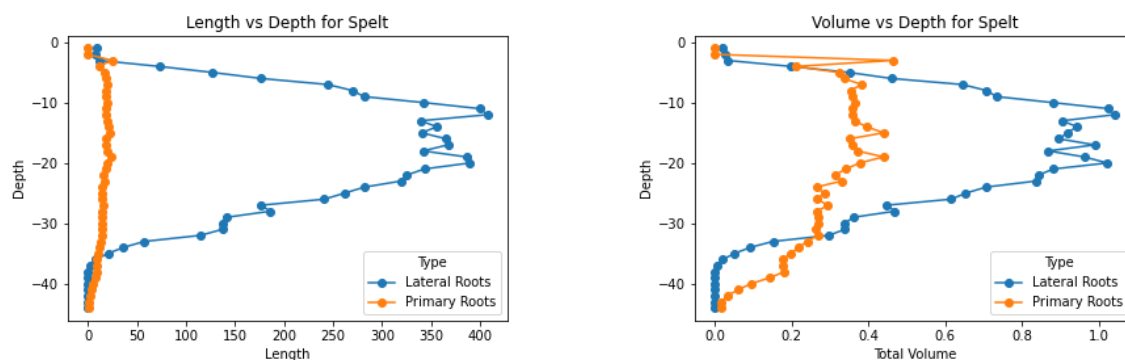 Length vs Depth for Spelt
0
−10
−20
−30
−40
Depth
0
50
100
150
200
250
300
350
400
Length
Type
Lateral Roots
Primary Roots
Volume vs Depth for Spelt
0
−10
−20
−30
−40
Depth
0.0
0.2
0.4
0.6
0.8
1.0
Total Volume
Type
Lateral Roots
Primary Roots